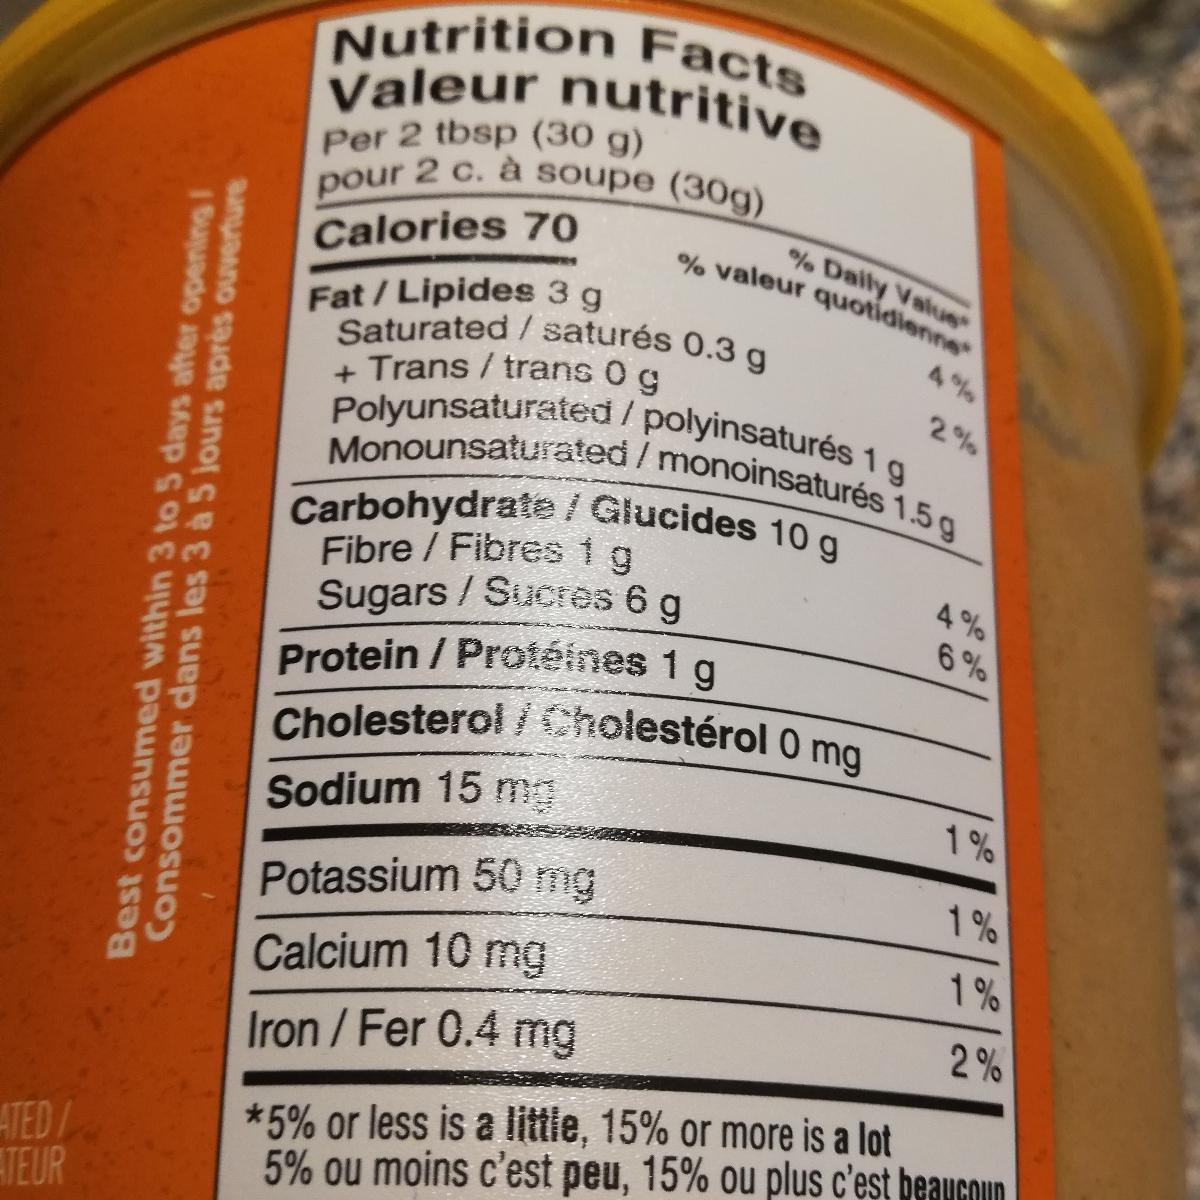 Nutrition Facts
Valeur nutritive
Per 2 tbsp (30 g)
pour 2 c. à soupe (30g)
Calories 70
% Daily Value*
% valeur quotidienne*
Fat / Lipides 3 g 4 %
Saturated / saturés 0.3 g
+ Trans / trans 0 g 2 %
Polyunsaturated / polyinsaturés 1 g
Monounsaturated / monoinsaturés 1.5 g
Carbohydrate / Glucides 10 g
Fibre / Fibres 1 g 4 %
Sugars / Sucres 6 g 6 %
Protein / Protéines 1 g
Cholesterol / Cholestérol 0 mg
Sodium 15 mg 1 %
Potassium 50 mg 1 %
Calcium 10 mg 1 %
Iron / Fer 0.4 mg 2 %
*5% or less is a little, 15% or more is a lot
5% ou moins c'est peu, 15% ou plus c'est beaucoup
Best consumed within 3 to 5 days after opening /
Consommer dans les 3 à 5 jours après ouverture